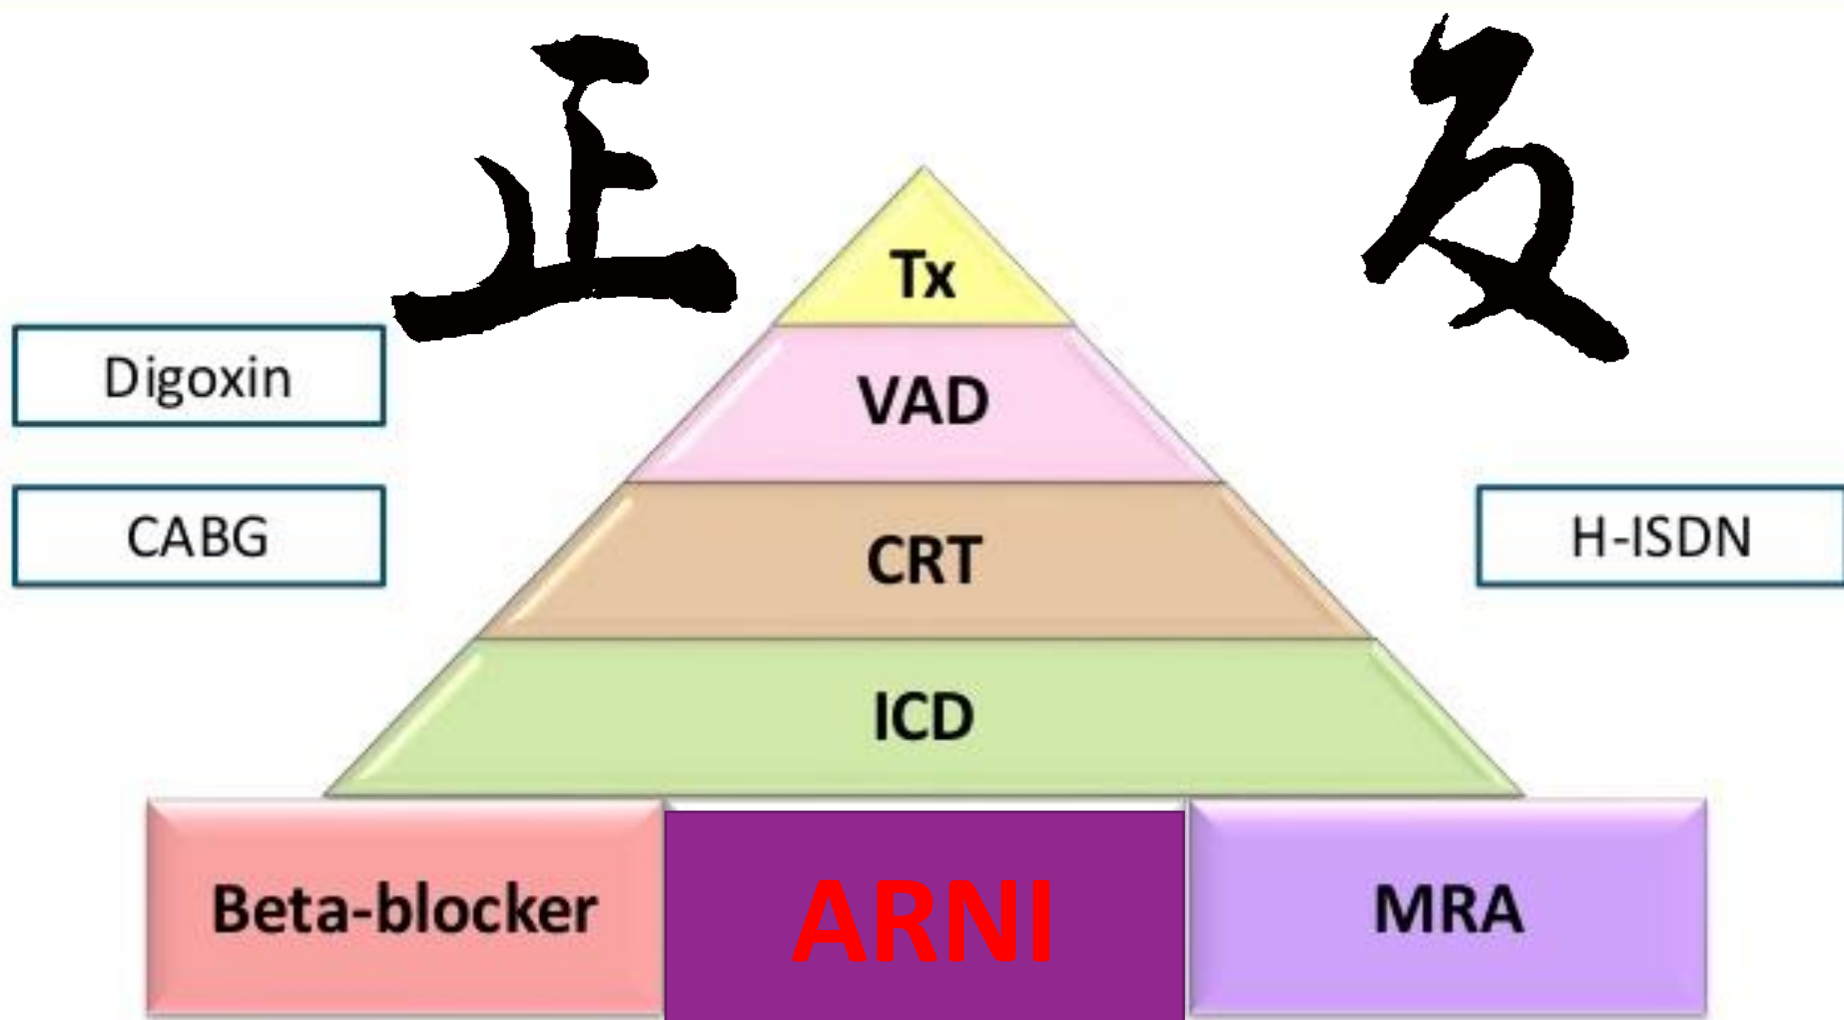 正 反
Tx
Digoxin
VAD
CABG
CRT
H-ISDN
ICD
Beta-blocker
ARNI
MRA